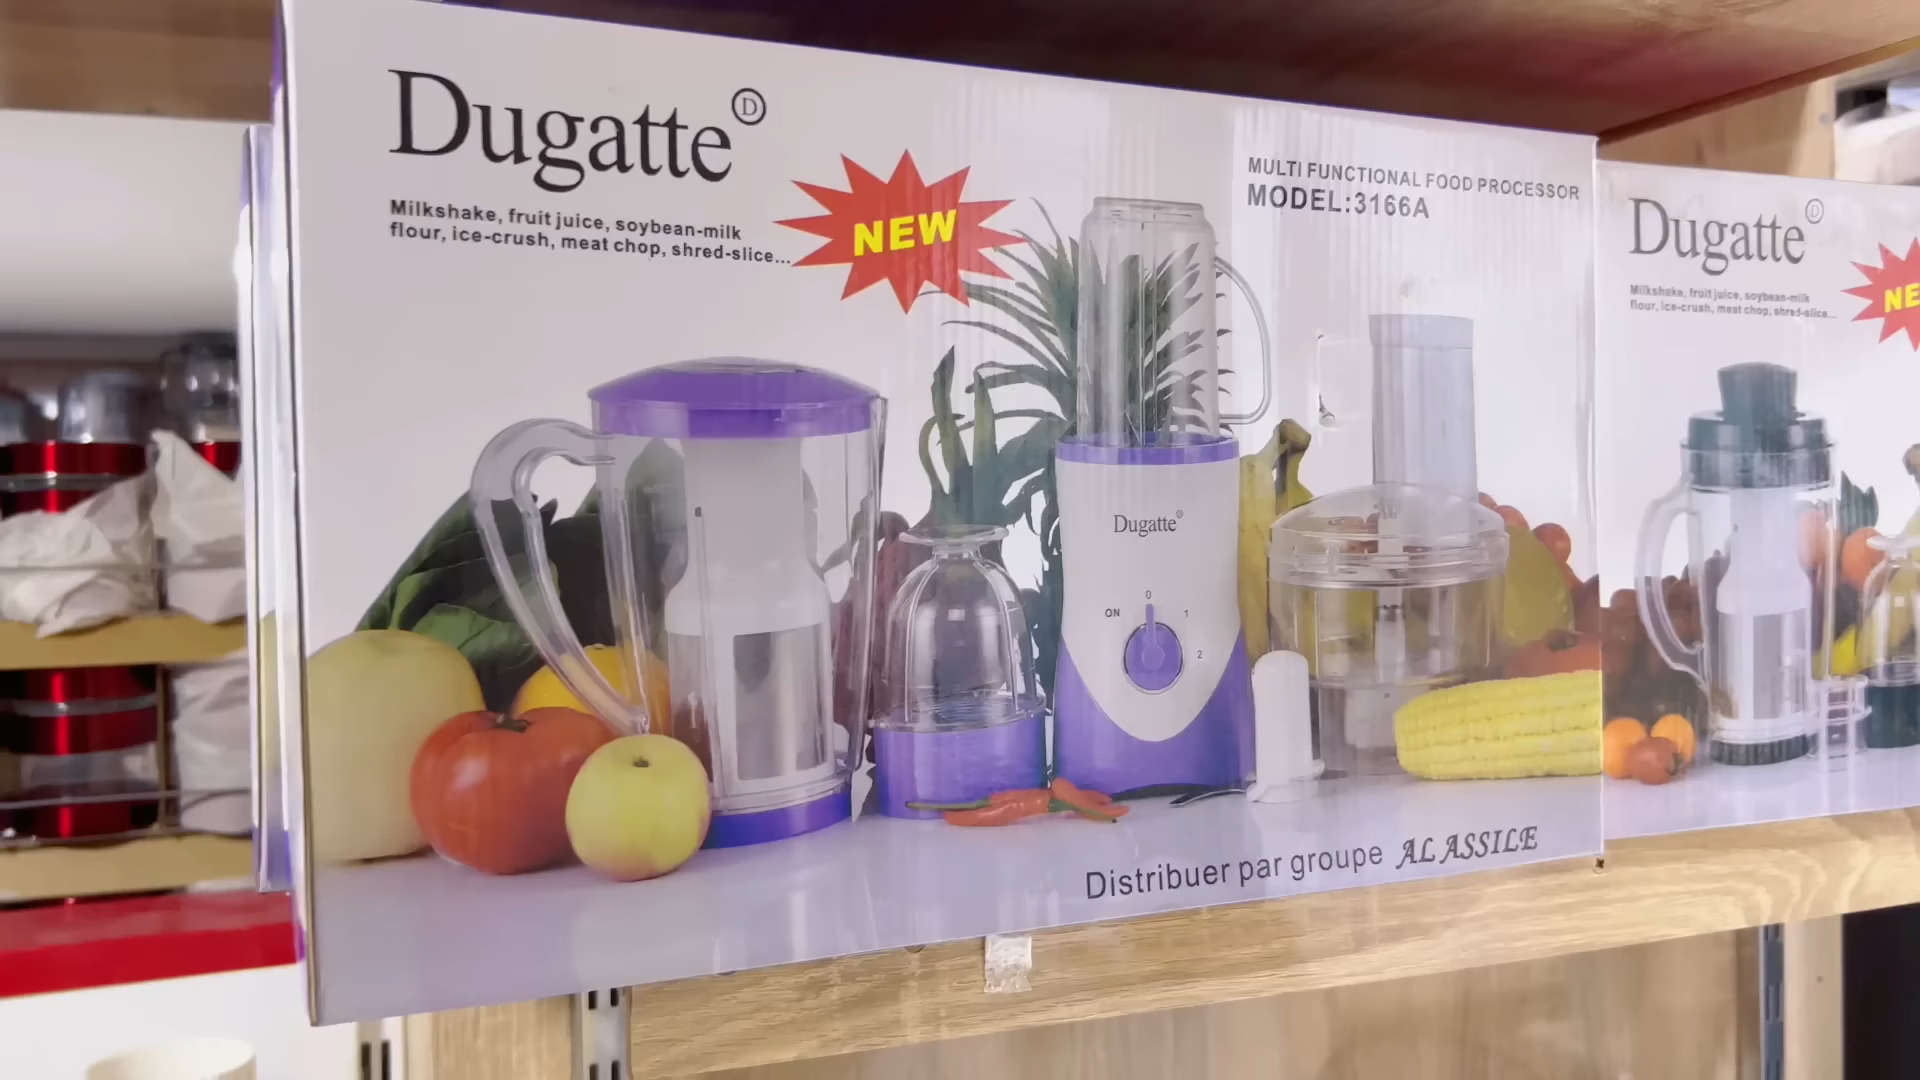 Dugatte D
Milkshake, fruit juice, soybean-milk
flour, ice-crush, meat chop, shred-slice...
NEW
MULTI FUNCTIONAL FOOD PROCESSOR
MODEL:3166A
Dugatte
0
ON 1
2
Distribuer par groupe AL ASSILE
Dugatte D
Milkshake, fruit juice, soybean-milk
flour, ice-crush, meat chop, shred-slice...
NE